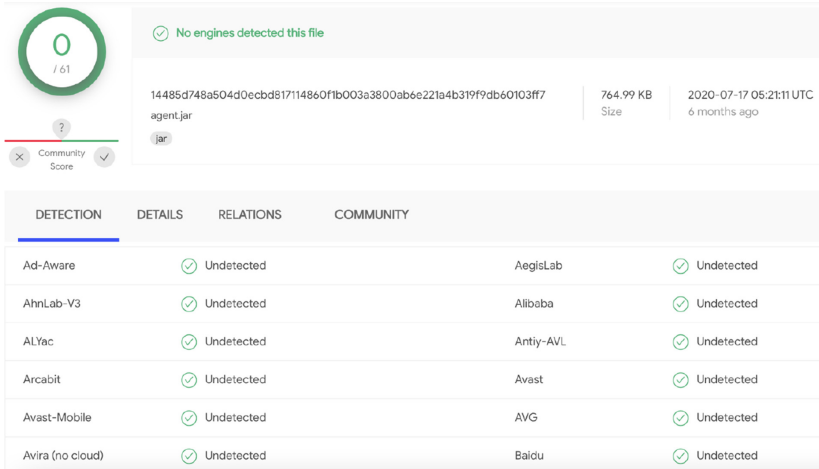 0
/ 61
No engines detected this file
14485d748a504d0ecbd817114860f1b003a3800ab6e221a4b319f9db60103ff7
agent.jar
jar
764.99 KB
Size
2020-07-17 05:21:11 UTC
6 months ago
?
Community
Score
DETECTION DETAILS RELATIONS COMMUNITY
Ad-Aware Undetected AegisLab Undetected
AhnLab-V3 Undetected Alibaba Undetected
ALYac Undetected Antiy-AVL Undetected
Arcabit Undetected Avast Undetected
Avast-Mobile Undetected AVG Undetected
Avira (no cloud) Undetected Baidu Undetected